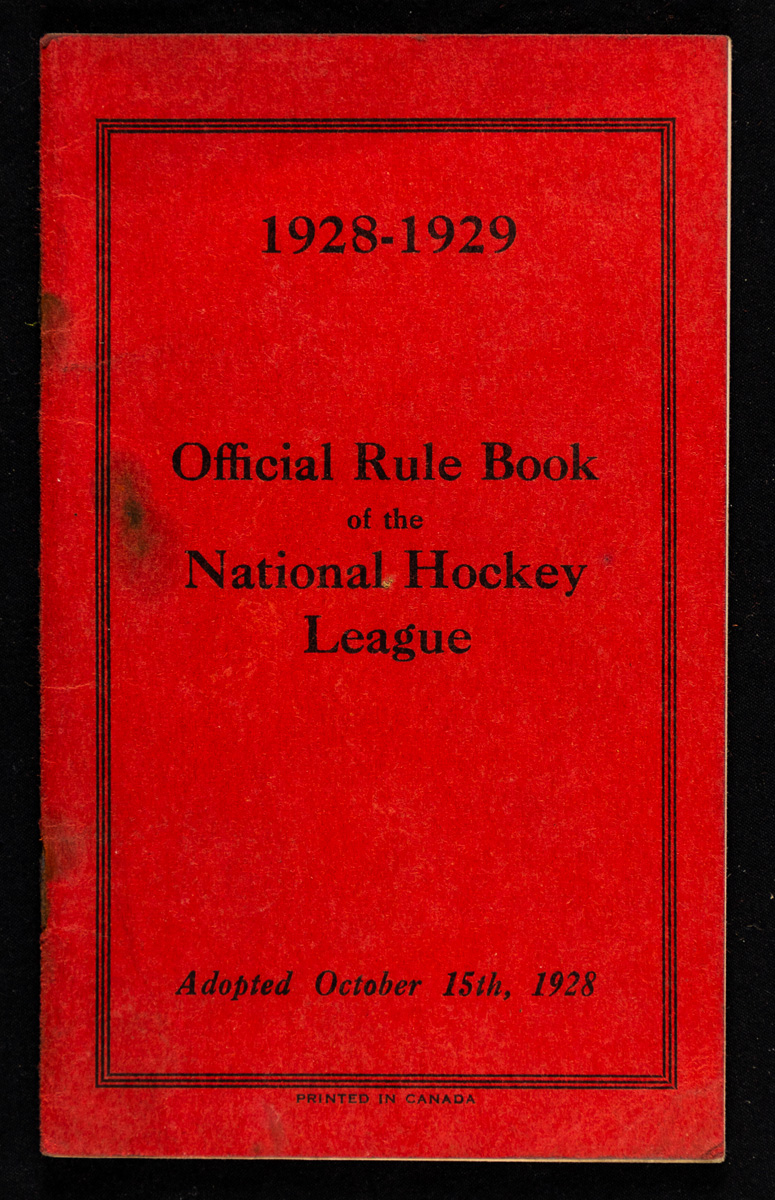 1928-1929
Official Rule Book
of the
National Hockey
League
Adopted October 15th, 1928
PRINTED IN CANADA